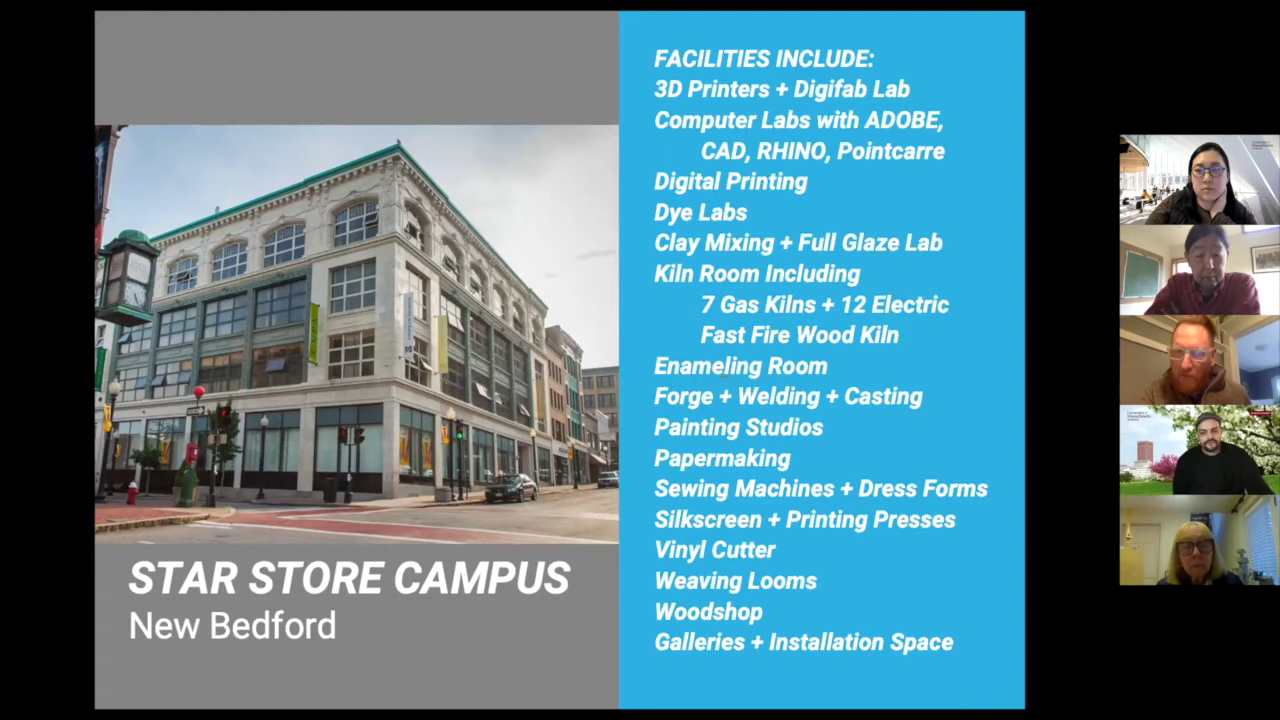 STAR STORE CAMPUS
New Bedford
FACILITIES INCLUDE:
3D Printers + Digifab Lab
Computer Labs with ADOBE,
CAD, RHINO, Pointcarre
Digital Printing
Dye Labs
Clay Mixing + Full Glaze Lab
Kiln Room Including
7 Gas Kilns + 12 Electric
Fast Fire Wood Kiln
Enameling Room
Forge + Welding + Casting
Painting Studios
Papermaking
Sewing Machines + Dress Forms
Silkscreen + Printing Presses
Vinyl Cutter
Weaving Looms
Woodshop
Galleries + Installation Space